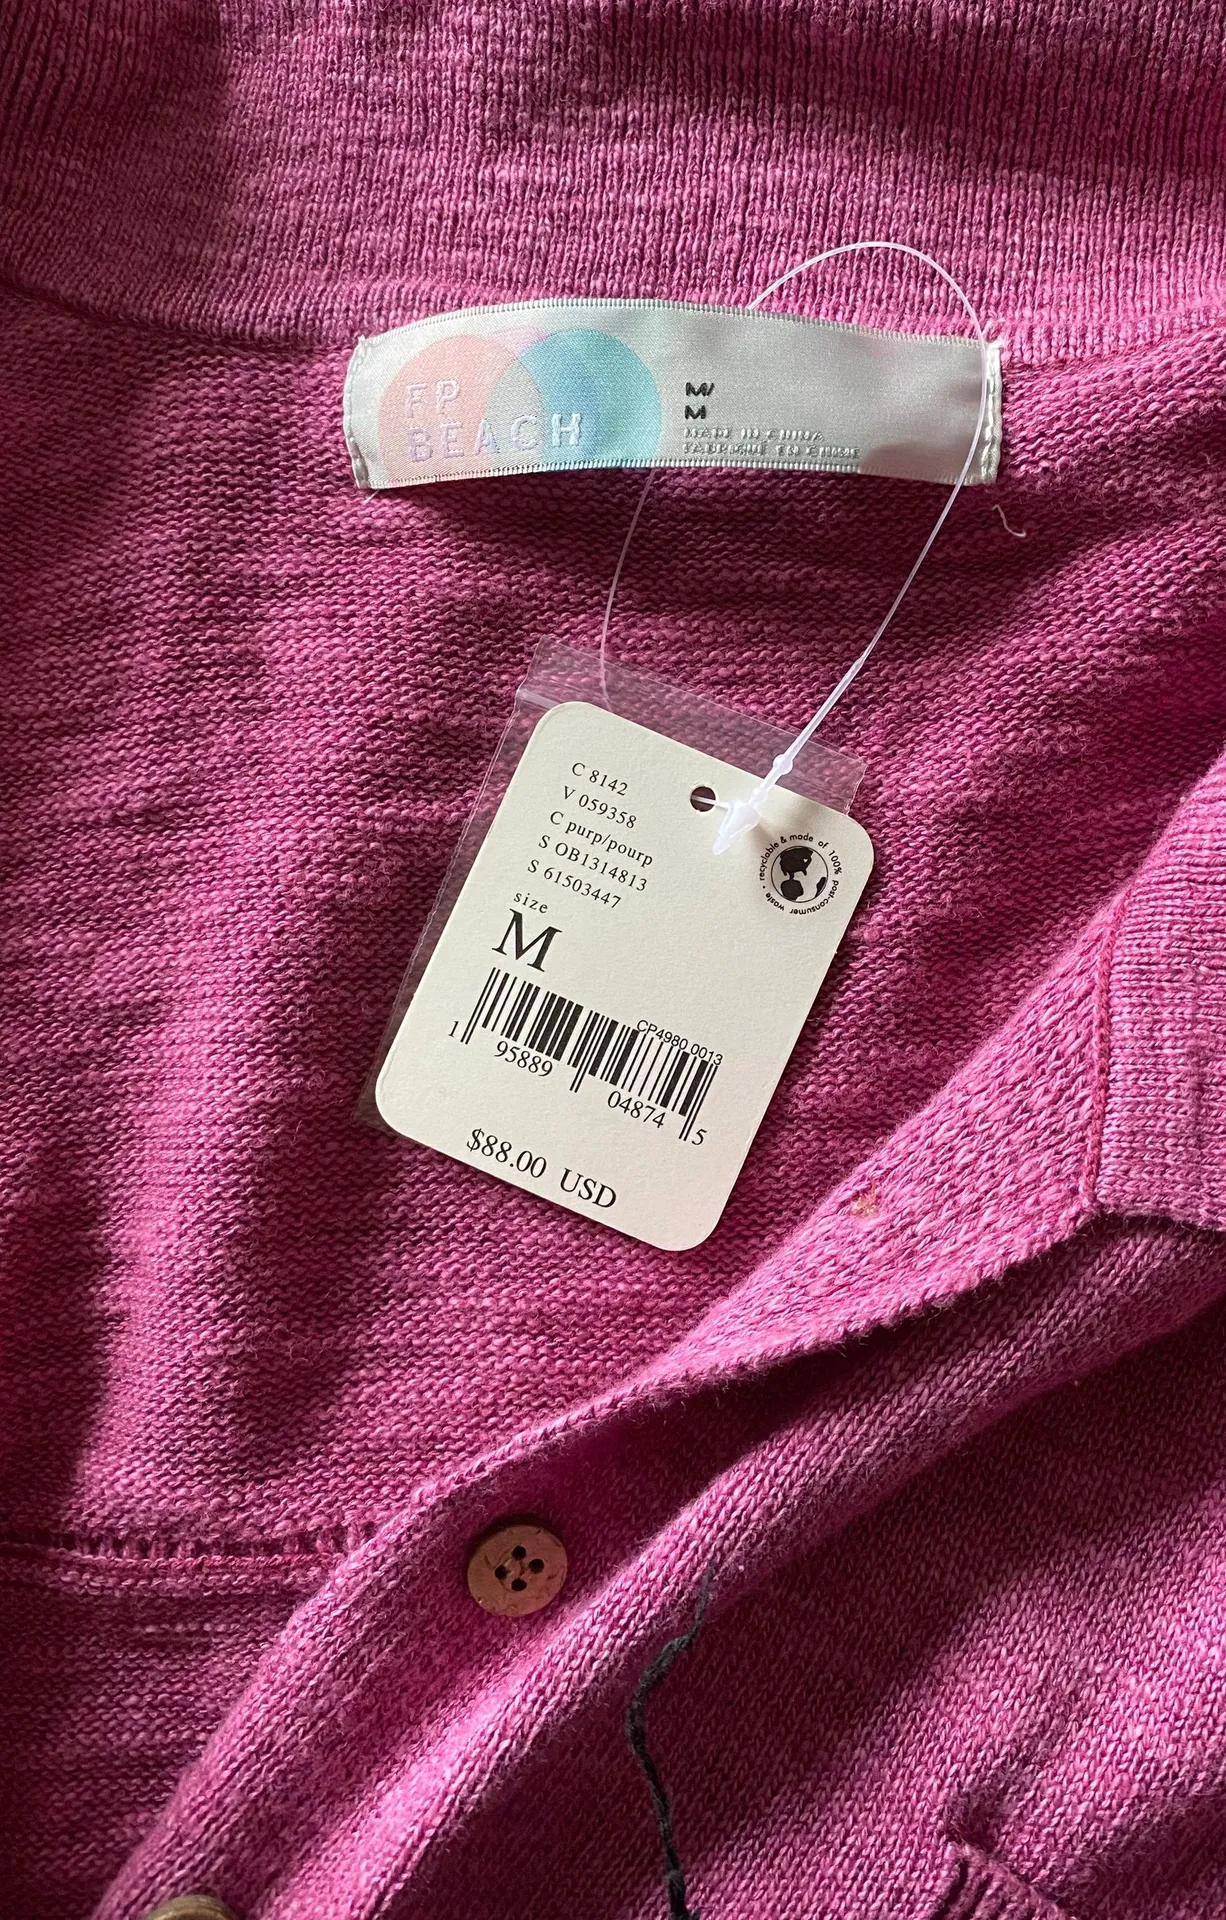 FP
BEACH
M/
M
MADE IN CHINA
FABRIQUÉ EN CHINE
C 8142
V 059358
C purp/pourp
S OB1314813
S 61503447
recyclable & made of 100% post-consumer waste •
size
M
CP4980 0013
1 95889 04874 5
$88.00 USD